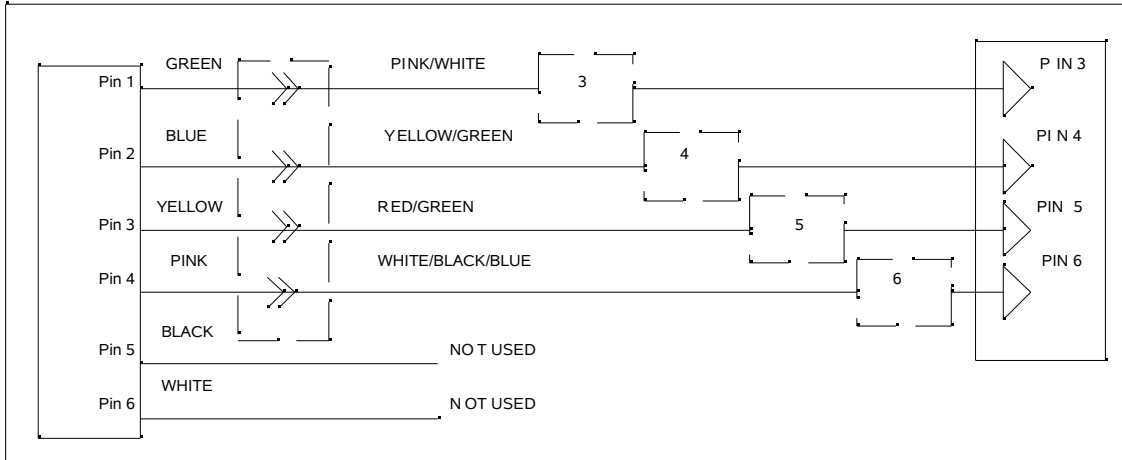 GREEN PINK/WHITE P IN 3
Pin 1 3
BLUE YELLOW/GREEN PI N 4
Pin 2 4
YELLOW RED/GREEN PIN 5
Pin 3 5
PINK WHITE/BLACK/BLUE PIN 6
Pin 4 6
BLACK
Pin 5 NO T USED
WHITE
Pin 6 N OT USED